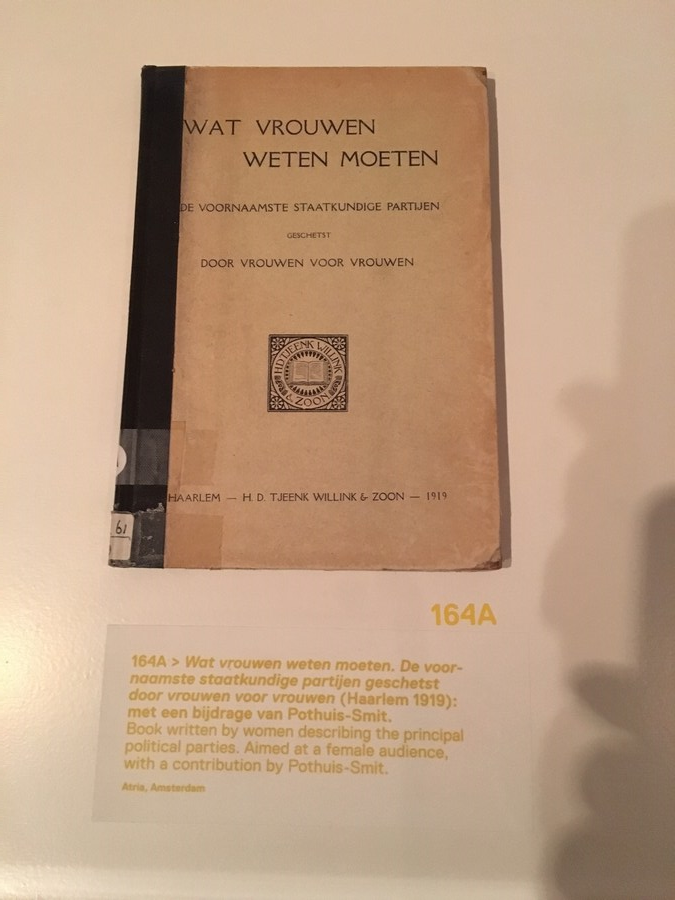 WAT VROUWEN
WETEN MOETEN
DE VOORNAAMSTE STAATKUNDIGE PARTIJEN
GESCHETST
DOOR VROUWEN VOOR VROUWEN
H.D. TJEENK WILLINK
& ZOON
HAARLEM — H. D. TJEENK WILLINK & ZOON — 1919
61
164A
164A > Wat vrouwen weten moeten. De voor-
naamste staatkundige partijen geschetst
door vrouwen voor vrouwen (Haarlem 1919):
met een bijdrage van Pothuis-Smit.
Book written by women describing the principal
political parties. Aimed at a female audience,
with a contribution by Pothuis-Smit.
Atria, Amsterdam